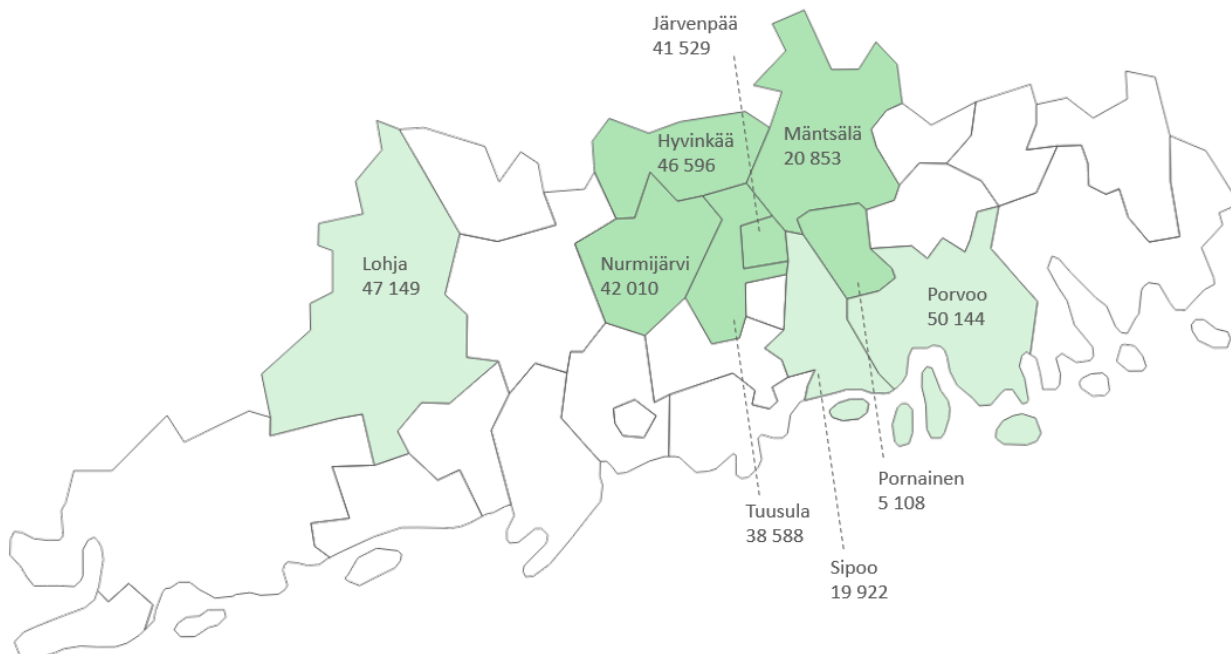 Järvenpää
41 529
Mäntsälä
20 853
Hyvinkää
46 596
Lohja
47 149
Nurmijärvi
42 010
Porvoo
50 144
Pornainen
5 108
Tuusula
38 588
Sipoo
19 922